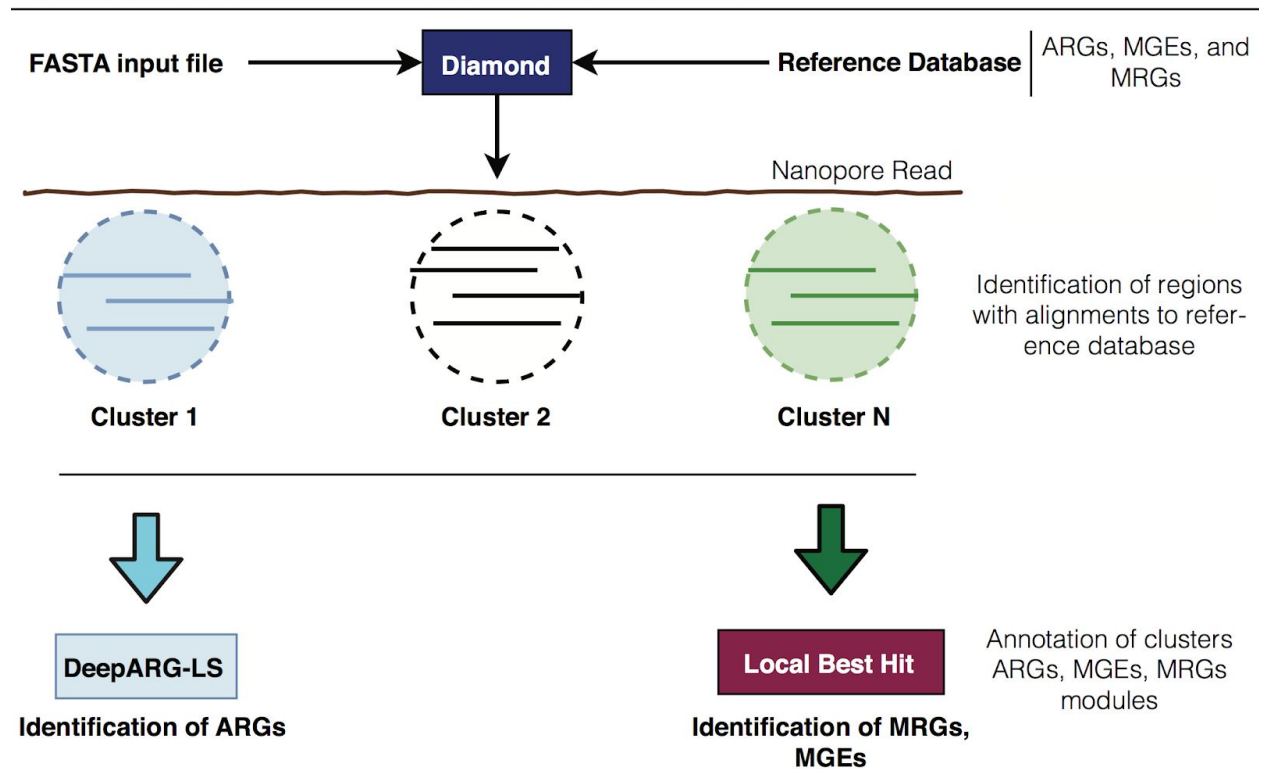 FASTA input file
Diamond
Reference Database
ARGs, MGEs, and
MRGs
Nanopore Read
Identification of regions
with alignments to refer-
ence database
Cluster 1
Cluster 2
Cluster N
DeepARG-LS
Local Best Hit
Annotation of clusters
ARGs, MGEs, MRGs
modules
Identification of ARGs
Identification of MRGs,
MGEs